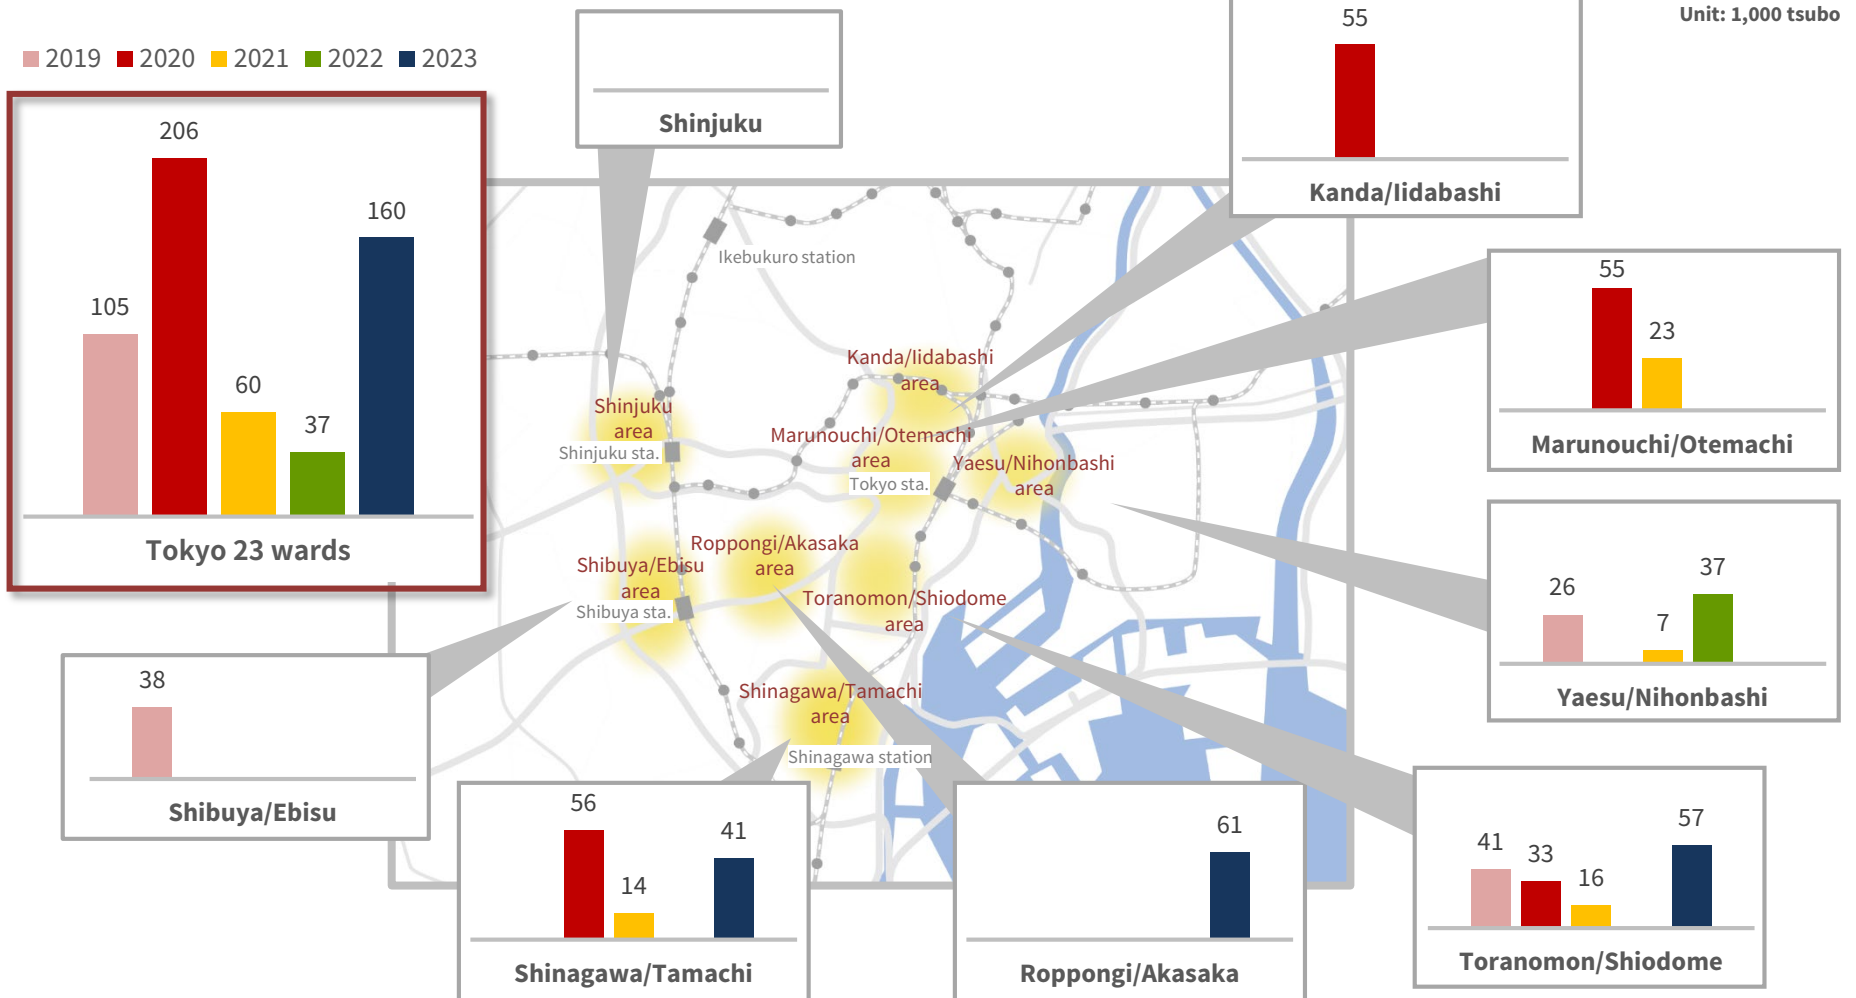 Unit: 1,000 tsubo
2019 2020 2021 2022 2023
105
206
60
37
160
Tokyo 23 wards
Shinjuku
55
Kanda/Iidabashi
55
23
Marunouchi/Otemachi
26
7
37
Yaesu/Nihonbashi
Ikebukuro station
Kanda/Iidabashi
area
Shinjuku
area
Shinjuku sta.
Marunouchi/Otemachi
area
Tokyo sta.
Yaesu/Nihonbashi
area
Roppongi/Akasaka
area
Shibuya/Ebisu
area
Shibuya sta.
Toranomon/Shiodome
area
Shinagawa/Tamachi
area
Shinagawa station
38
Shibuya/Ebisu
56
14
41
Shinagawa/Tamachi
61
Roppongi/Akasaka
41
33
16
57
Toranomon/Shiodome